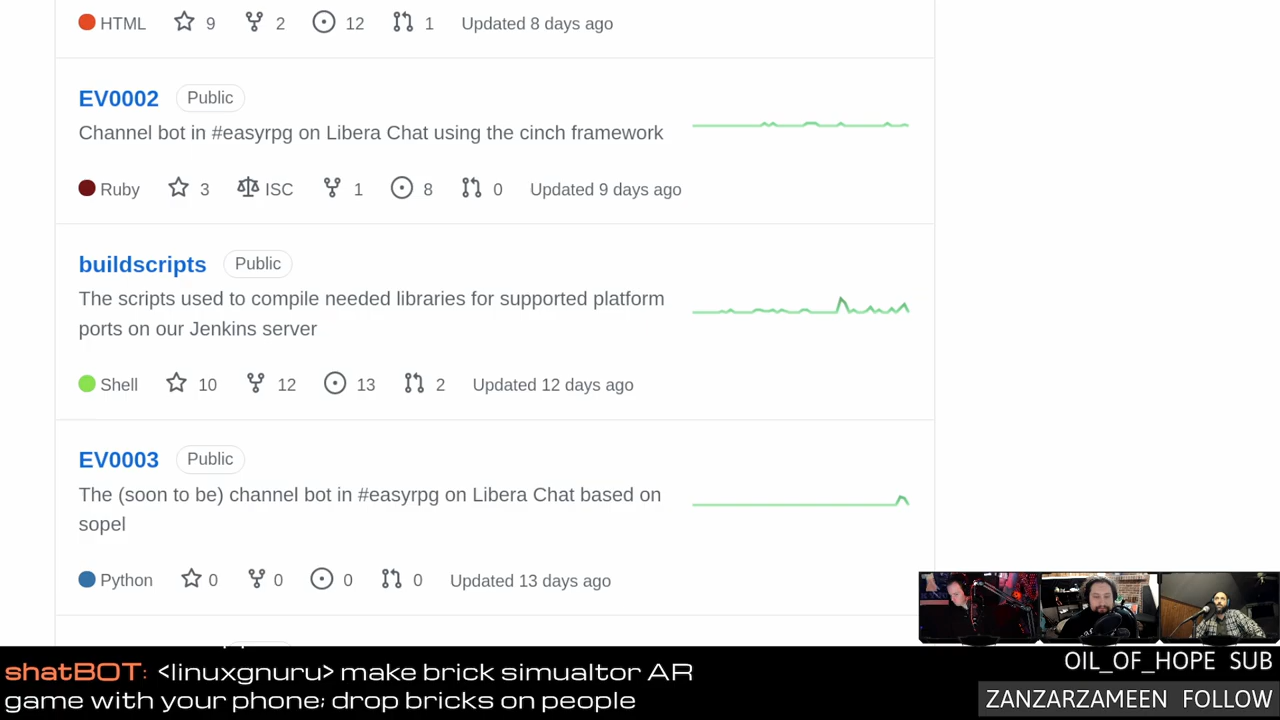 HTML 9 2 12 1 Updated 8 days ago
EV0002 Public
Channel bot in #easyrpg on Libera Chat using the cinch framework
Ruby 3 ISC 1 8 0 Updated 9 days ago
buildscripts Public
The scripts used to compile needed libraries for supported platform
ports on our Jenkins server
Shell 10 12 13 2 Updated 12 days ago
EV0003 Public
The (soon to be) channel bot in #easyrpg on Libera Chat based on
sopel
Python 0 0 0 0 Updated 13 days ago
shatBOT: <linuxgnuru> make brick simualtor AR
game with your phone; drop bricks on people
OIL_OF_HOPE SUB
ZANZARZAMEEN FOLLOW